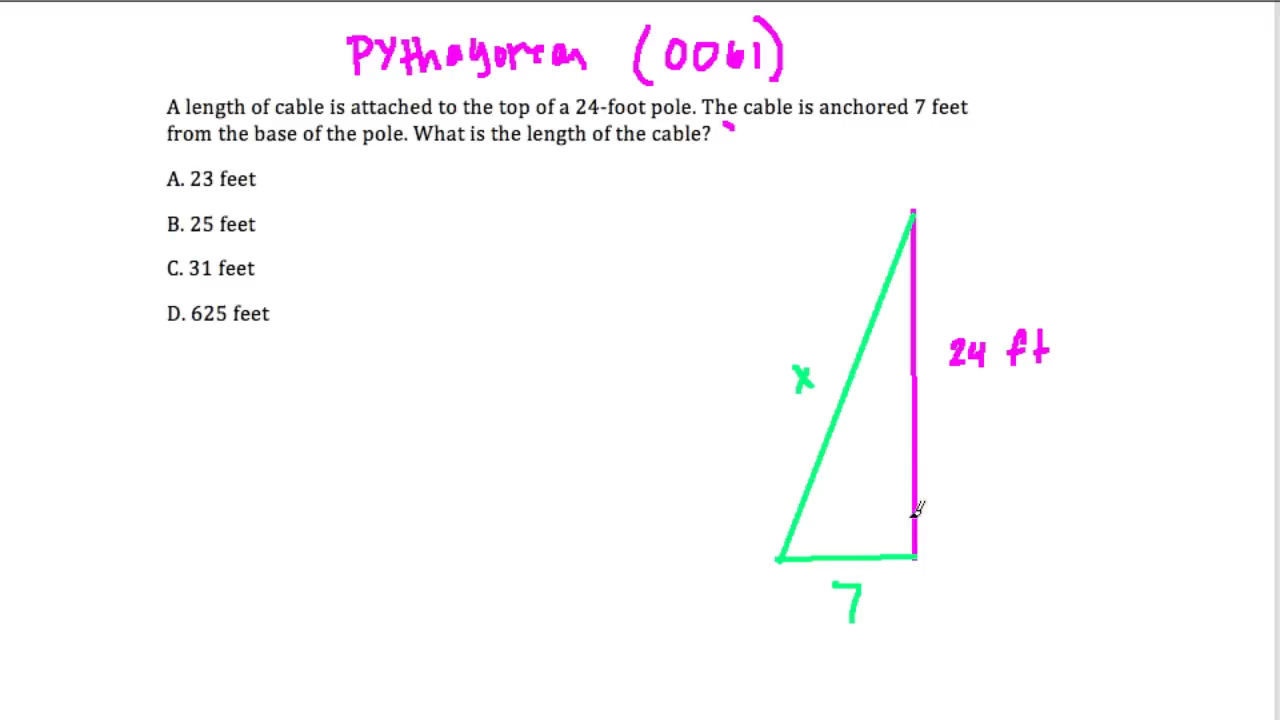 Pythagorean (0061)
A length of cable is attached to the top of a 24-foot pole. The cable is anchored 7 feet
from the base of the pole. What is the length of the cable?
A. 23 feet
B. 25 feet
C. 31 feet
D. 625 feet
24 ft
x
7